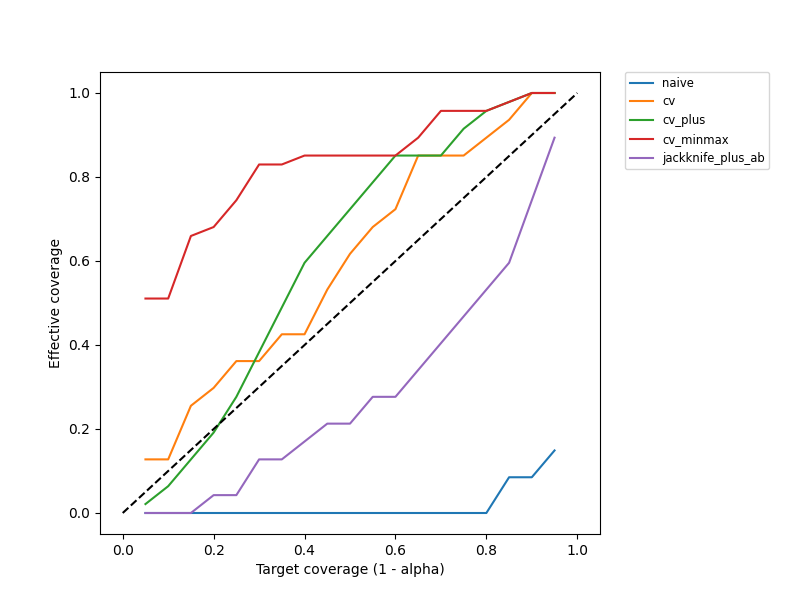 1.0
0.8
0.6
0.4
0.2
0.0
Effective coverage
0.0 0.2 0.4 0.6 0.8 1.0
Target coverage (1 - alpha)
naive
cv
cv_plus
cv_minmax
jackknife_plus_ab